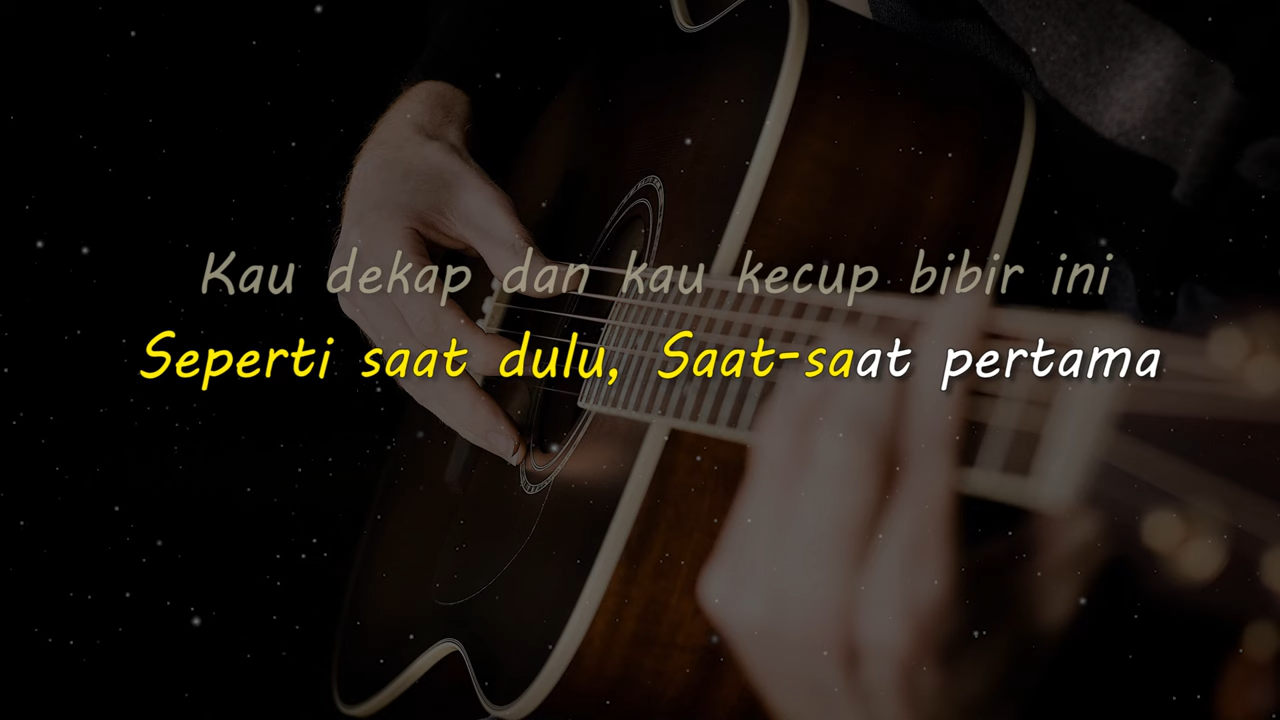 Kau dekap dan kau kecup bibir ini
Seperti saat dulu, Saat-saat pertama